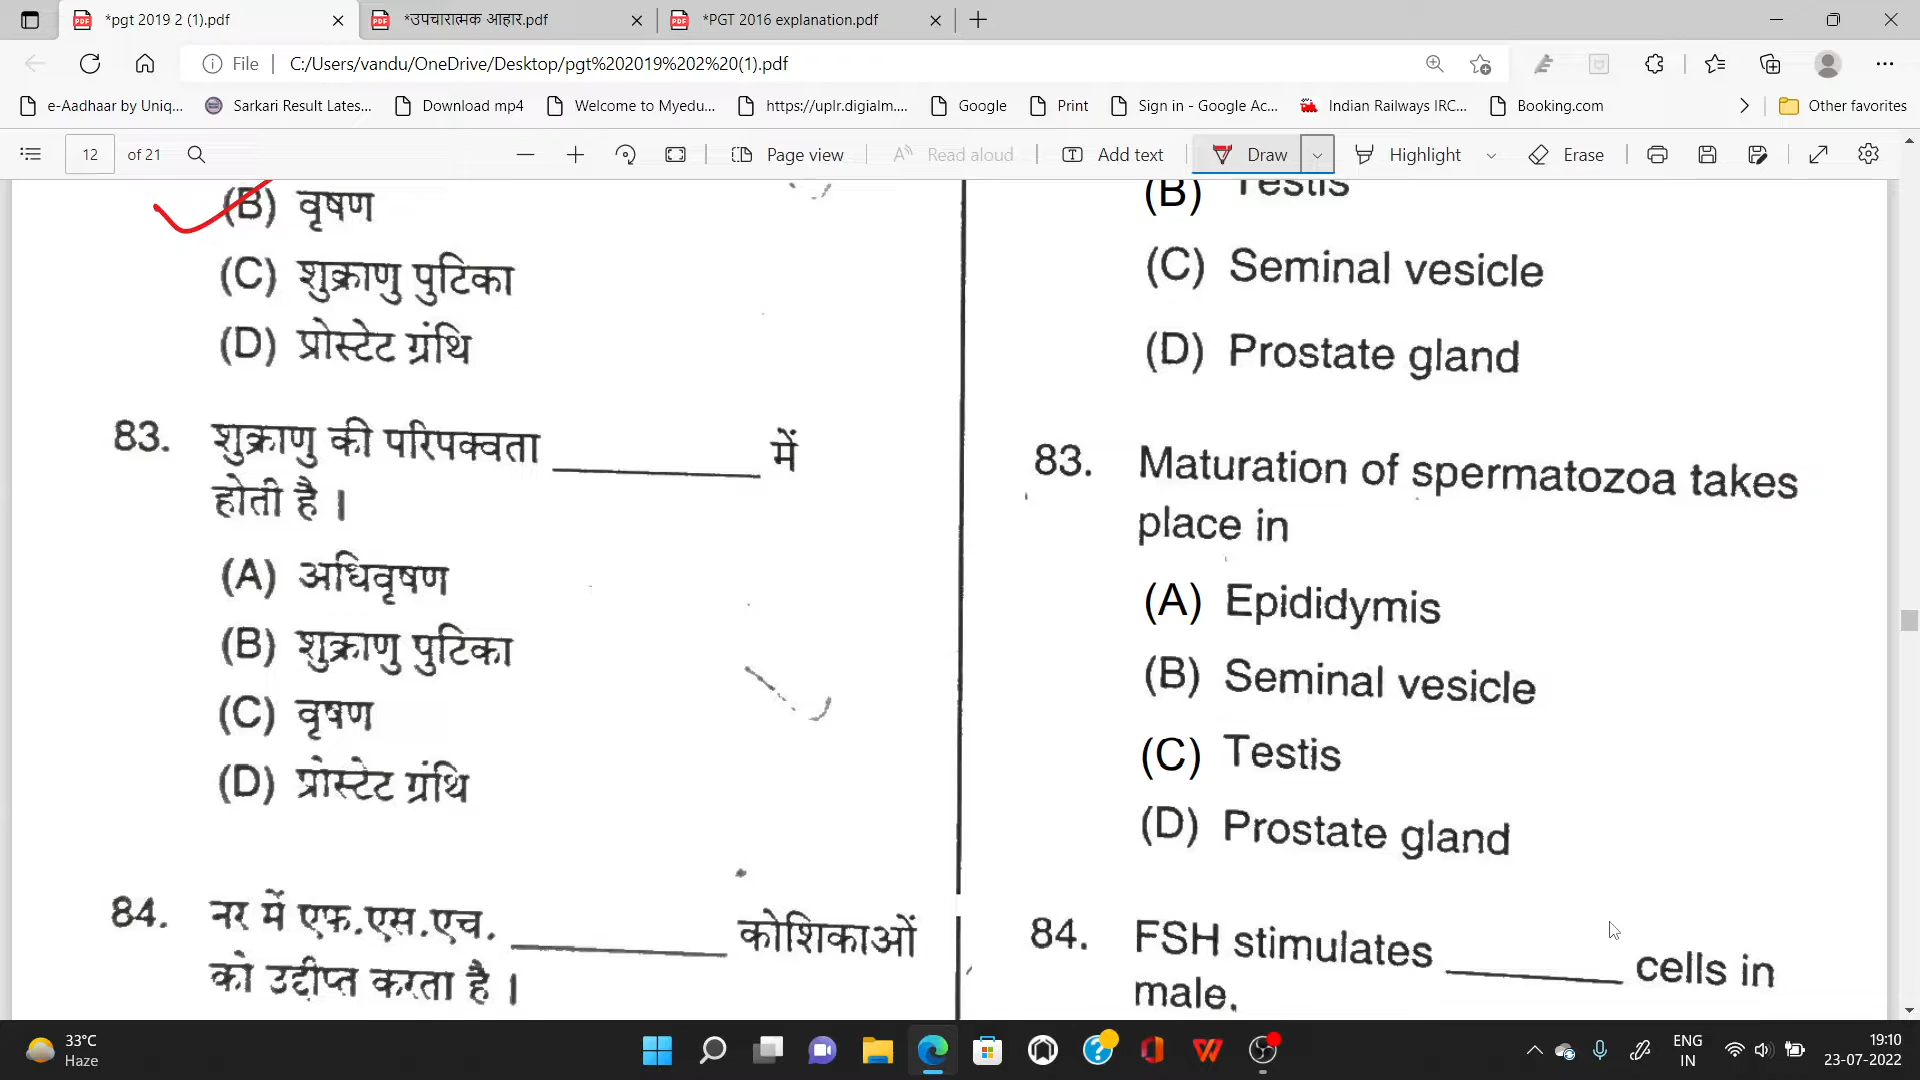 *pgt 2019 2 (1).pdf
*उपचारात्मक आहार.pdf
*PGT 2016 explanation.pdf
File
C:/Users/vandu/OneDrive/Desktop/pgt%202019%202%20(1).pdf
e-Aadhaar by Uniq...
Sarkari Result Lates...
Download mp4
Welcome to Myedu...
https://uplr.digialm....
Google
Print
Sign in - Google Ac...
Indian Railways IRC...
Booking.com
Other favorites
12 of 21
Page view
Read aloud
Add text
Draw
Highlight
Erase
(B) वृषण
(C) शुक्राणु पुटिका
(D) प्रोस्टेट ग्रंथि
83. शुक्राणु की परिपक्वता __________ में
होती है ।
(A) अधिवृषण
(B) शुक्राणु पुटिका
(C) वृषण
(D) प्रोस्टेट ग्रंथि
84. नर में एफ.एस.एच. __________ कोशिकाओं
को उद्दीप्त करता है ।
(B) Testis
(C) Seminal vesicle
(D) Prostate gland
83. Maturation of spermatozoa takes
place in
(A) Epididymis
(B) Seminal vesicle
(C) Testis
(D) Prostate gland
84. FSH stimulates ________ cells in
male.
33°C
Haze
ENG
IN
19:10
23-07-2022